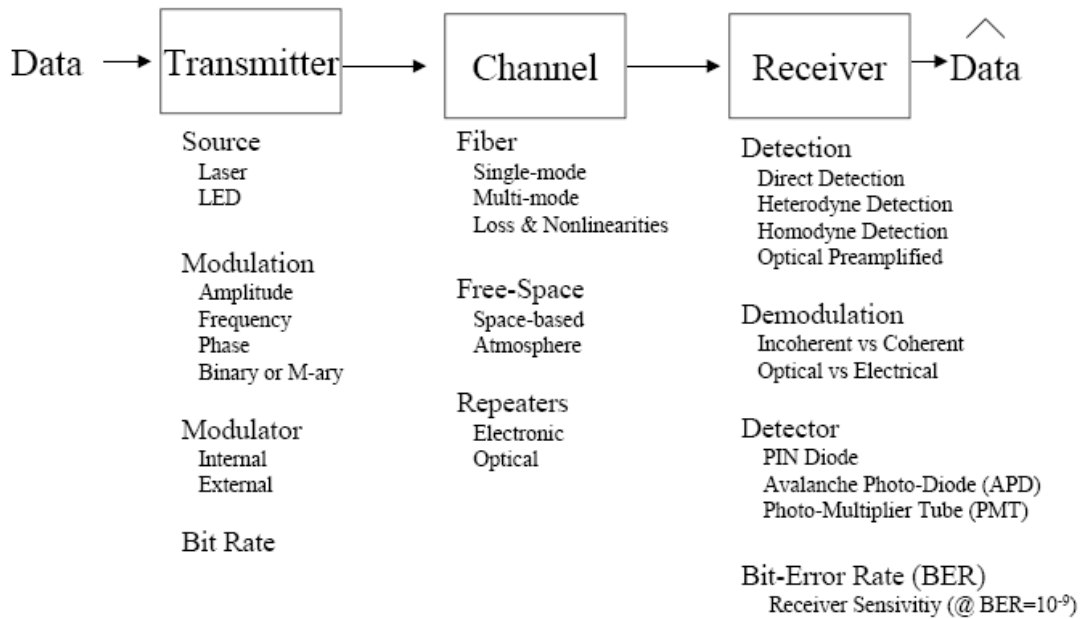 Data
Transmitter
Channel
Receiver
Data
Source
Laser
LED
Modulation
Amplitude
Frequency
Phase
Binary or M-ary
Modulator
Internal
External
Bit Rate
Fiber
Single-mode
Multi-mode
Loss & Nonlinearities
Free-Space
Space-based
Atmosphere
Repeaters
Electronic
Optical
Detection
Direct Detection
Heterodyne Detection
Homodyne Detection
Optical Preamplified
Demodulation
Incoherent vs Coherent
Optical vs Electrical
Detector
PIN Diode
Avalanche Photo-Diode (APD)
Photo-Multiplier Tube (PMT)
Bit-Error Rate (BER)
Receiver Sensivitiy (@ BER=10⁻⁹)